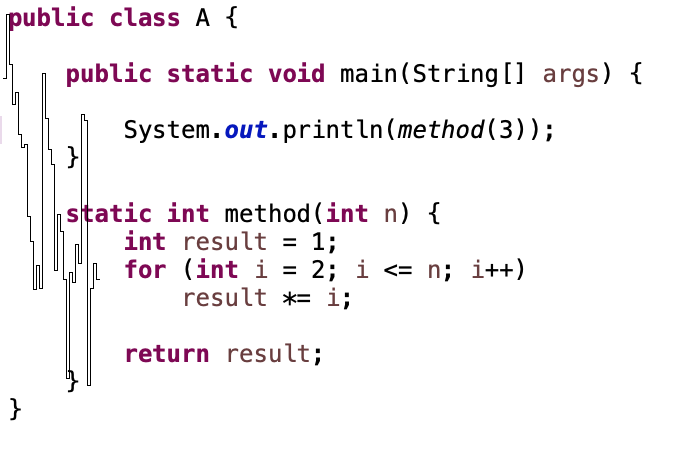 public class A {
public static void main(String[] args) {
System.out.println(method(3));
}
static int method(int n) {
int result = 1;
for (int i = 2; i <= n; i++)
result *= i;
return result;
}
}